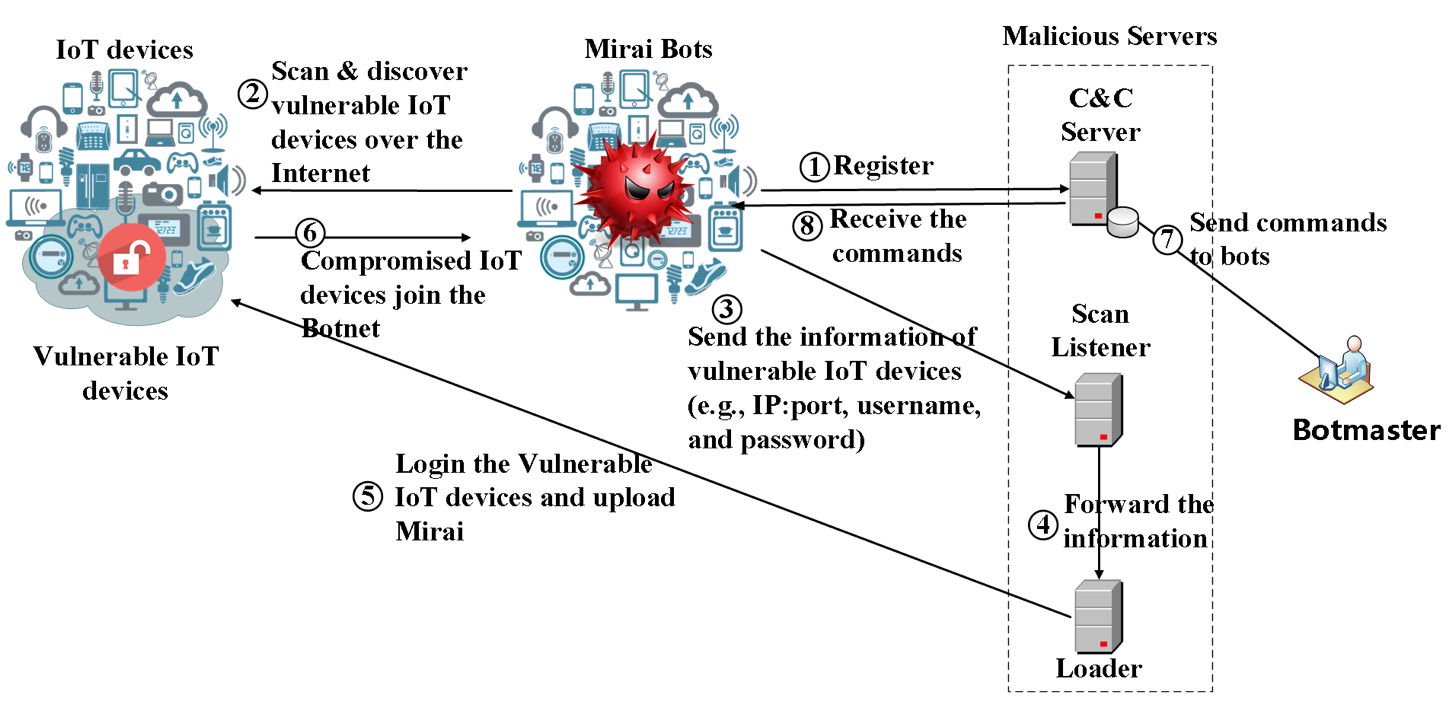 IoT devices
② Scan & discover
vulnerable IoT
devices over the
Internet
Mirai Bots
Malicious Servers
C&C
Server
① Register
⑧ Receive the
commands
⑦ Send commands
to bots
⑥
Compromised IoT
devices join the
Botnet
Vulnerable IoT
devices
③
Send the information of
vulnerable IoT devices
(e.g., IP:port, username,
and password)
Scan
Listener
Botmaster
⑤ Login the Vulnerable
IoT devices and upload
Mirai
④ Forward the
information
Loader